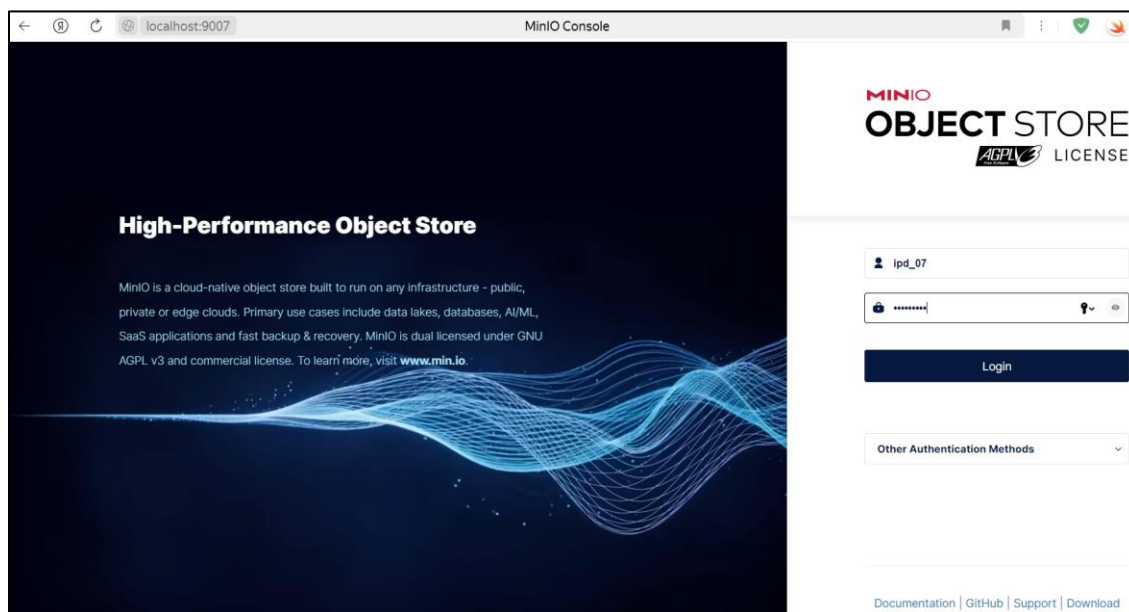 localhost:9007
MinIO Console
High-Performance Object Store
MinIO is a cloud-native object store built to run on any infrastructure - public,
private or edge clouds. Primary use cases include data lakes, databases, AI/ML,
SaaS applications and fast backup & recovery. MinIO is dual licensed under GNU
AGPL v3 and commercial license. To learn more, visit www.min.io.
MINIO
OBJECT STORE
AGPLV3 LICENSE
ipd_07
•••••••••
Login
Other Authentication Methods
Documentation | GitHub | Support | Download